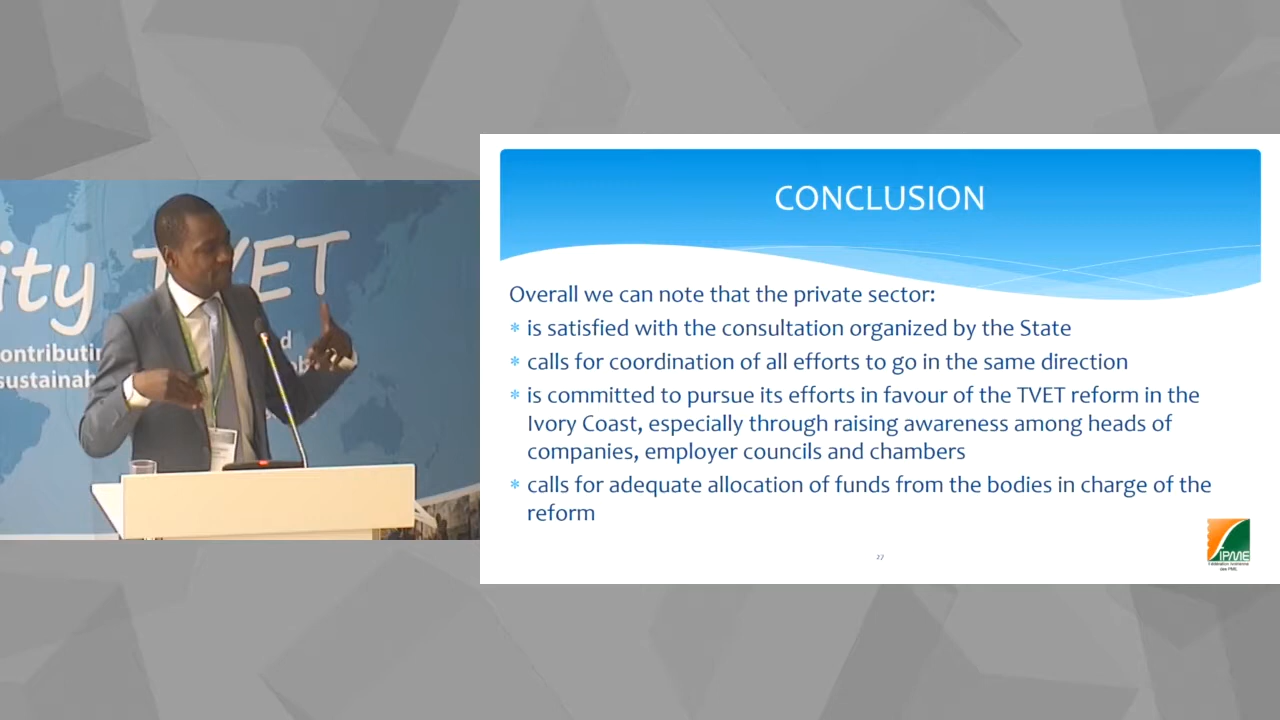 ity TVET
ontributin
sustainab
CONCLUSION
Overall we can note that the private sector:
* is satisfied with the consultation organized by the State
* calls for coordination of all efforts to go in the same direction
* is committed to pursue its efforts in favour of the TVET reform in the
Ivory Coast, especially through raising awareness among heads of
companies, employer councils and chambers
* calls for adequate allocation of funds from the bodies in charge of the
reform
27
FIPME
des PME